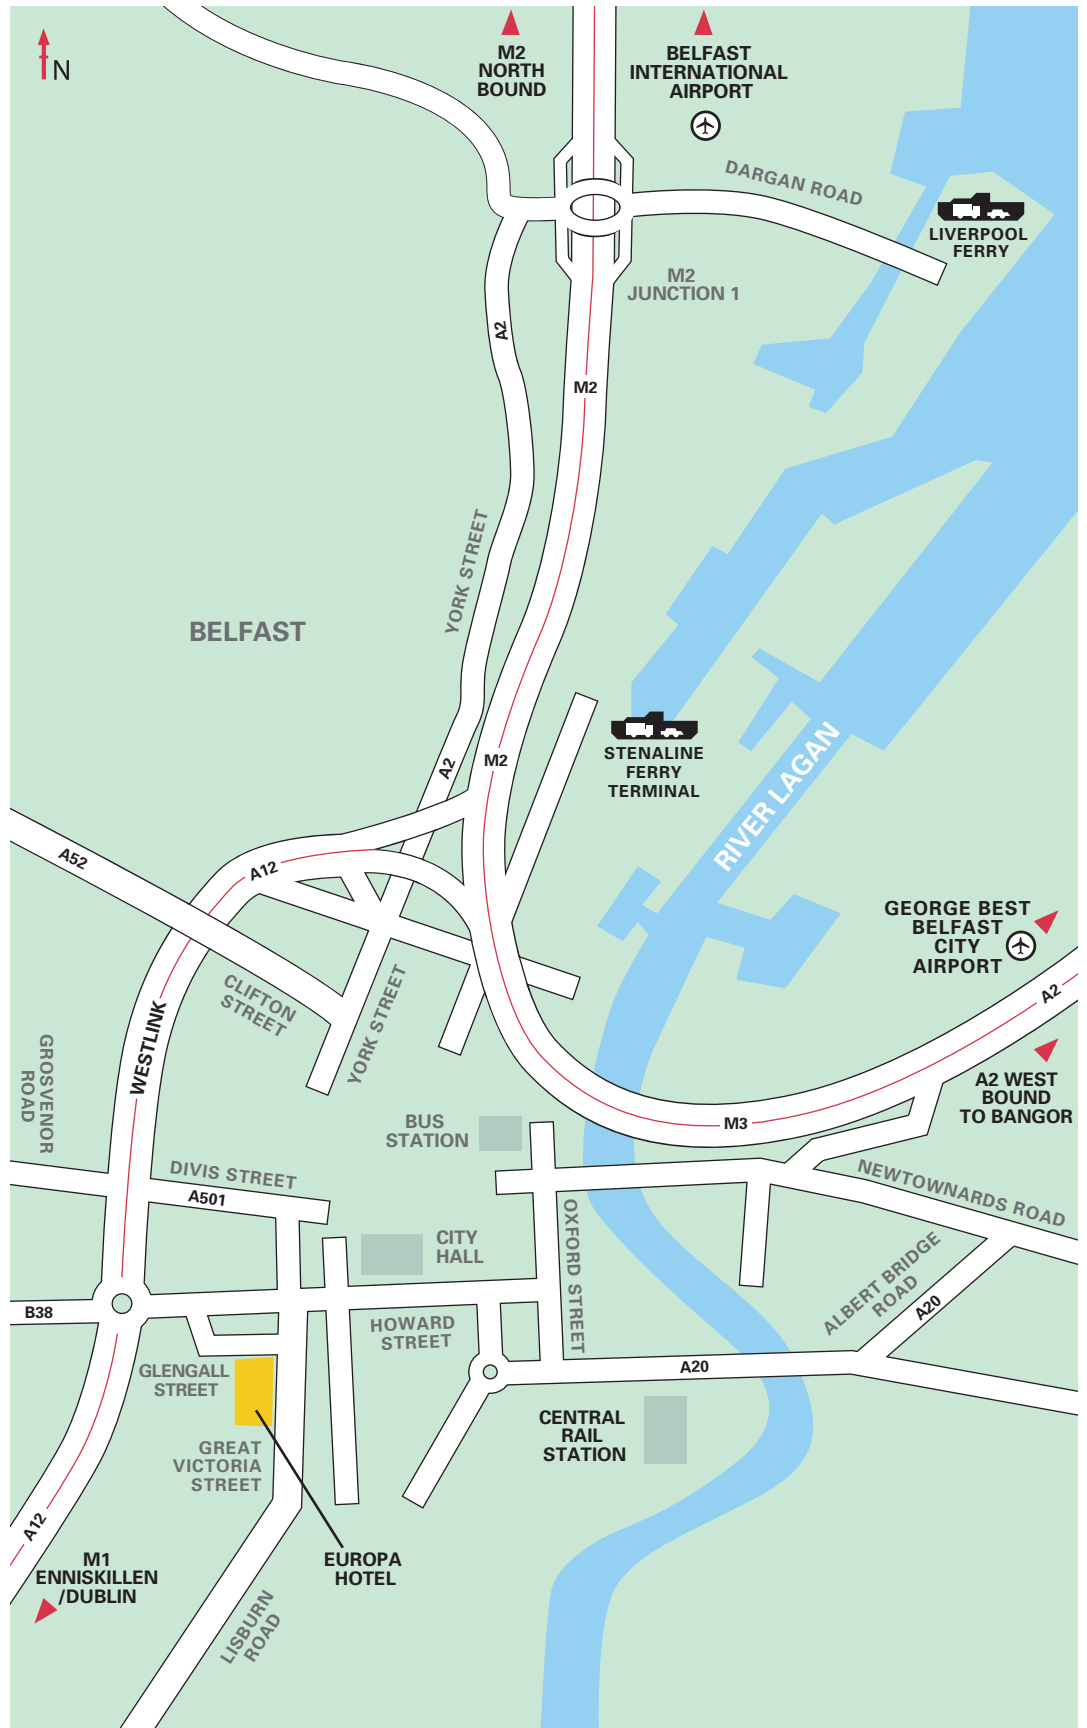 N
M2
NORTH
BOUND
BELFAST
INTERNATIONAL
AIRPORT
DARGAN ROAD
LIVERPOOL
FERRY
M2
JUNCTION 1
A2
M2
YORK STREET
BELFAST
STENALINE
FERRY
TERMINAL
RIVER LAGAN
M2
A2
A52
A12
GEORGE BEST
BELFAST
CITY
AIRPORT
A2
CLIFTON
STREET
YORK STREET
WESTLINK
GROSVENOR
ROAD
A2 WEST
BOUND
TO BANGOR
BUS
STATION
M3
DIVIS STREET
A501
NEWTOWNARDS ROAD
OXFORD STREET
CITY
HALL
ALBERT BRIDGE
ROAD
A20
B38
HOWARD
STREET
GLENGALL
STREET
A20
CENTRAL
RAIL
STATION
GREAT
VICTORIA
STREET
A12
M1
ENNISKILLEN
/DUBLIN
EUROPA
HOTEL
LISBURN
ROAD